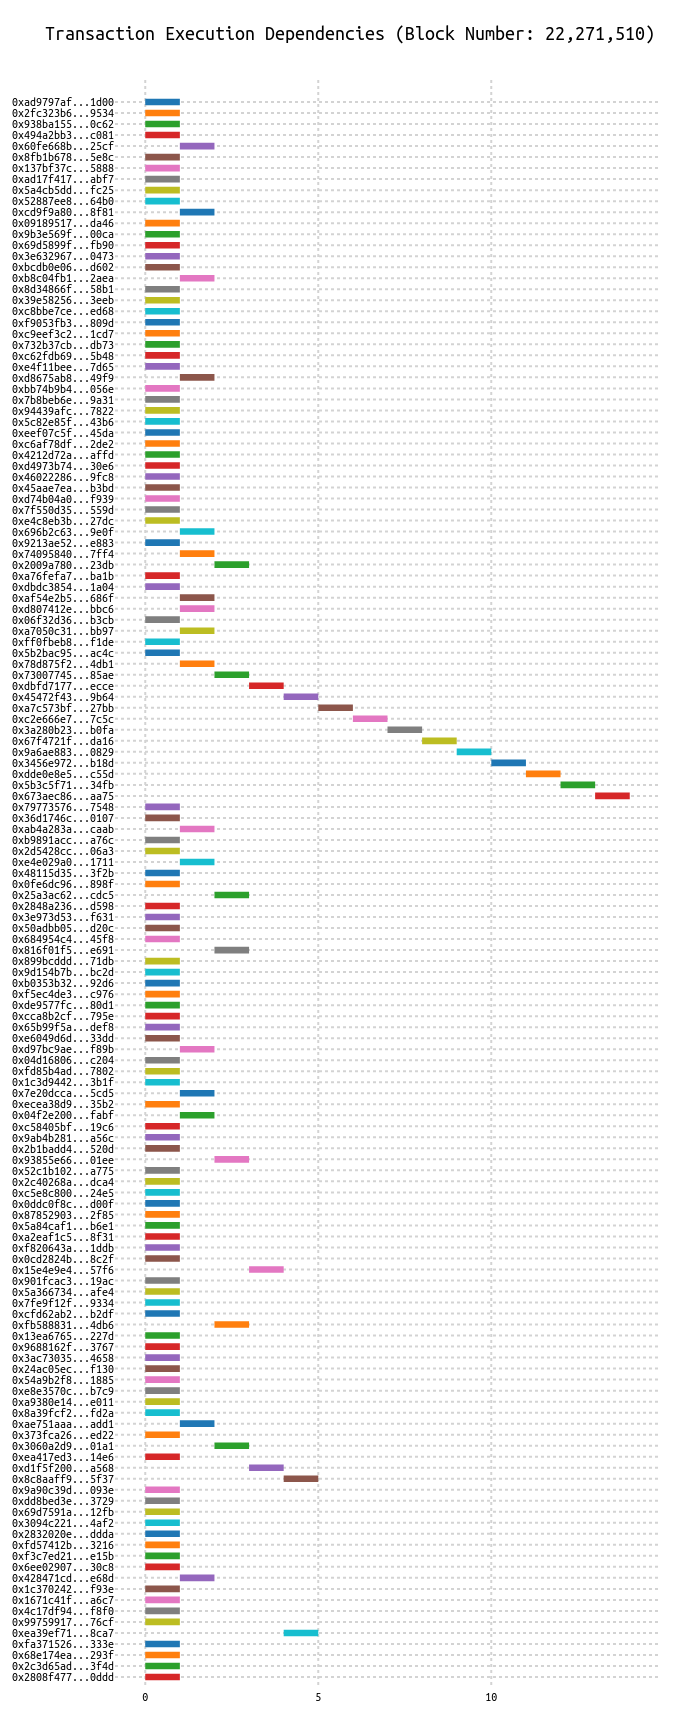 Transaction Execution Dependencies (Block Number: 22,271,510)
0xad9797af...1d00
0x2fc323b6...9534
0x938ba155...0c62
0x494a2bb3...c081
0x60fe668b...25cf
0x8fb1b678...5e8c
0x137bf37c...5888
0xad17f417...abf7
0x5a4cb5dd...fc25
0x52887ee8...64b0
0xcd9f9a80...8f81
0x09189517...da46
0x9b3e569f...00ca
0x69d5899f...fb90
0x3e632967...0473
0xbcdb0e06...d602
0xb8c04fb1...2aea
0x8d34866f...58b1
0x39e58256...3eeb
0xc8bbe7ce...ed68
0xf9053fb3...809d
0xc9eef3c2...1cd7
0x732b37cb...db73
0xc62fdb69...5b48
0xe4f11bee...7d65
0xd8675ab8...49f9
0xbb74b9b4...056e
0x7b8beb6e...9a31
0x94439afc...7822
0x5c82e85f...43b6
0xeef07c5f...45da
0xc6af78df...2de2
0x4212d72a...affd
0xd4973b74...30e6
0x46022286...9fc8
0x45aae7ea...b3bd
0xd74b04a0...f939
0x7f550d35...559d
0xe4c8eb3b...27dc
0x696b2c63...9e0f
0x9213ae52...e883
0x74095840...7ff4
0x2009a780...23db
0xa76fefa7...ba1b
0xdbdc3854...1a04
0xaf54e2b5...686f
0xd807412e...bbc6
0x06f32d36...b3cb
0xa7050c31...bb97
0xff0fbeb8...f1de
0x5b2bac95...ac4c
0x78d875f2...4db1
0x73007745...85ae
0xdbfd7177...ecce
0x45472f43...9b64
0xa7c573bf...27bb
0xc2e666e7...7c5c
0x3a280b23...b0fa
0x67f4721f...da16
0x9a6ae883...0829
0x3456e972...b18d
0xdde0e8e5...c55d
0x5b3c5f71...34fb
0x673aec86...aa75
0x79773576...7548
0x36d1746c...0107
0xab4a283a...caab
0xb9891acc...a76c
0x2d5428cc...06a3
0xe4e029a0...1711
0x48115d35...3f2b
0x0fe6dc96...898f
0x25a3ac62...cdc5
0x2848a236...d598
0x3e973d53...f631
0x50adbb05...d20c
0x684954c4...45f8
0x816f01f5...e691
0x899bcddd...71db
0x9d154b7b...bc2d
0xb0353b32...92d6
0xf5ec4de3...c976
0xde9577fc...80d1
0xcca8b2cf...795e
0x65b99f5a...def8
0xe6049d6d...33dd
0xd97bc9ae...f89b
0x04d16806...c204
0xfd85b4ad...7802
0x1c3d9442...3b1f
0x7e20dcca...5cd5
0xecea38d9...35b2
0x04f2e200...fabf
0xc58405bf...19c6
0x9ab4b281...a56c
0x2b1badd4...520d
0x93855e66...01ee
0x52c1b102...a775
0x2c40268a...dca4
0xc5e8c800...24e5
0x0ddc0f8c...d00f
0x87852903...2f85
0x5a84caf1...b6e1
0xa2eaf1c5...8f31
0xf820643a...1ddb
0x0cd2824b...8c2f
0x15e4e9e4...57f6
0x901fcac3...19ac
0x5a366734...afe4
0x7fe9f12f...9334
0xcfd62ab2...b2df
0xfb588831...4db6
0x13ea6765...227d
0x9688162f...3767
0x3ac73035...4658
0x24ac05ec...f130
0x54a9b2f8...1885
0xe8e3570c...b7c9
0xa9380e14...e011
0x8a39fcf2...fd2a
0xae751aaa...add1
0x373fca26...ed22
0x3060a2d9...01a1
0xea417ed3...14e6
0xd1f5f200...a568
0x8c8aaff9...5f37
0x9a90c39d...093e
0xdd8bed3e...3729
0x69d7591a...12fb
0x3094c221...4af2
0x2832020e...ddda
0xfd57412b...3216
0xf3c7ed21...e15b
0x6ee02907...30c8
0x428471cd...e68d
0x1c370242...f93e
0x1671c41f...a6c7
0x4c17df94...f8f0
0x99759917...76cf
0xea39ef71...8ca7
0xfa371526...333e
0x68e174ea...293f
0x2c3d65ad...3f4d
0x2808f477...0ddd
0 5 10